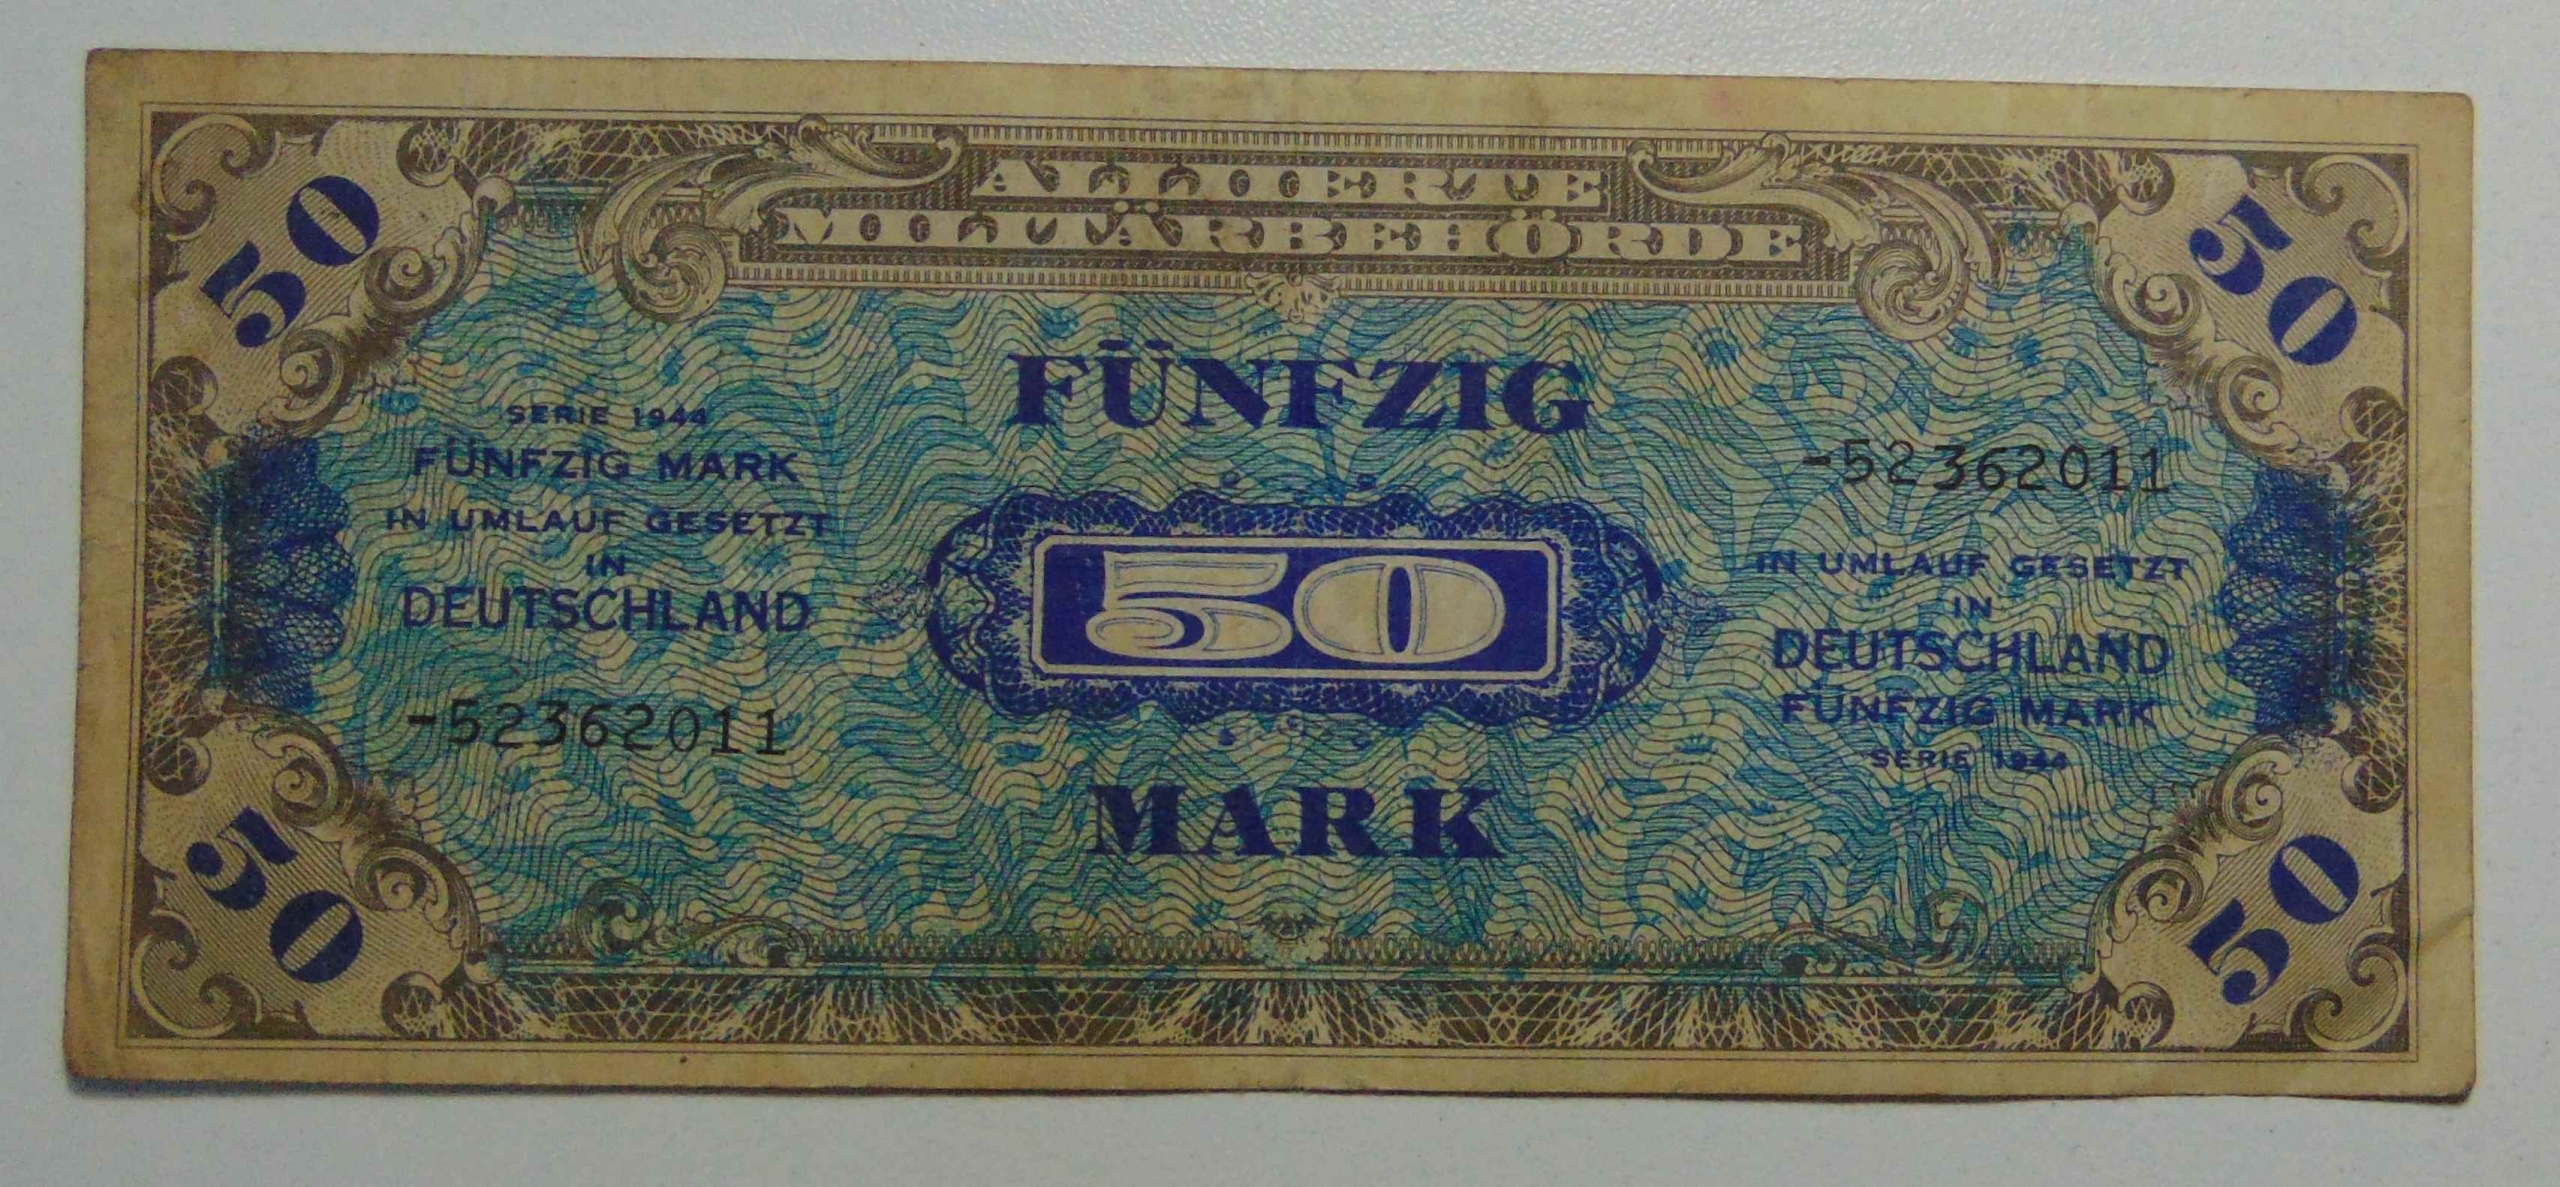 50
50
ALLIIERTE
MILITÄRBEHÖRDE
FÜNFZIG
SERIE 1944
FÜNFZIG MARK
IN UMLAUF GESETZT
IN
DEUTSCHLAND
-52362011
50
-52362011
IN UMLAUF GESETZT
IN
DEUTSCHLAND
FÜNFZIG MARK
SERIE 1944
MARK
50
50